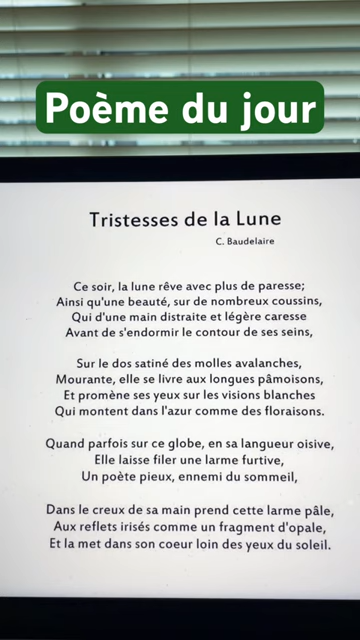 Poème du jour
Tristesses de la Lune
C. Baudelaire
Ce soir, la lune rêve avec plus de paresse;
Ainsi qu'une beauté, sur de nombreux coussins,
Qui d'une main distraite et légère caresse
Avant de s'endormir le contour de ses seins,
Sur le dos satiné des molles avalanches,
Mourante, elle se livre aux longues pâmoisons,
Et promène ses yeux sur les visions blanches
Qui montent dans l'azur comme des floraisons.
Quand parfois sur ce globe, en sa langueur oisive,
Elle laisse filer une larme furtive,
Un poète pieux, ennemi du sommeil,
Dans le creux de sa main prend cette larme pâle,
Aux reflets irisés comme un fragment d'opale,
Et la met dans son coeur loin des yeux du soleil.